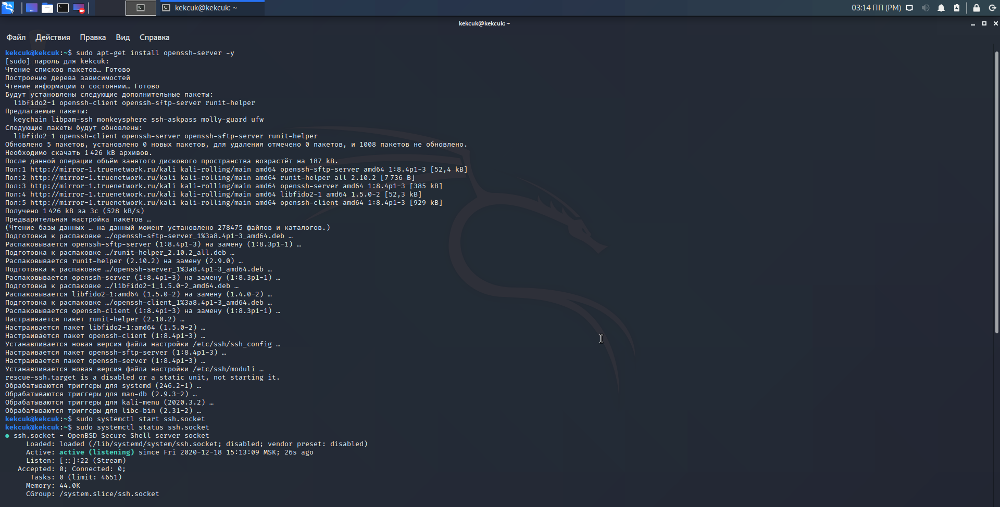 kekcuk@kekcuk: ~
03:14 ПП (PM)
kekcuk@kekcuk: ~
Файл Действия Правка Вид Справка
kekcuk@kekcuk:~$ sudo apt-get install openssh-server -y
[sudo] пароль для kekcuk:
Чтение списков пакетов… Готово
Построение дерева зависимостей
Чтение информации о состоянии… Готово
Будут установлены следующие дополнительные пакеты:
  libfido2-1 openssh-client openssh-sftp-server runit-helper
Предлагаемые пакеты:
  keychain libpam-ssh monkeysphere ssh-askpass molly-guard ufw
Следующие пакеты будут обновлены:
  libfido2-1 openssh-client openssh-server openssh-sftp-server runit-helper
Обновлено 5 пакетов, установлено 0 новых пакетов, для удаления отмечено 0 пакетов, и 1008 пакетов не обновлено.
Необходимо скачать 1 426 kB архивов.
После данной операции объём занятого дискового пространства возрастёт на 187 kB.
Пол:1 http://mirror-1.truenetwork.ru/kali kali-rolling/main amd64 openssh-sftp-server amd64 1:8.4p1-3 [52,4 kB]
Пол:2 http://mirror-1.truenetwork.ru/kali kali-rolling/main amd64 runit-helper all 2.10.2 [7 736 B]
Пол:3 http://mirror-1.truenetwork.ru/kali kali-rolling/main amd64 openssh-server amd64 1:8.4p1-3 [385 kB]
Пол:4 http://mirror-1.truenetwork.ru/kali kali-rolling/main amd64 libfido2-1 amd64 1.5.0-2 [52,3 kB]
Пол:5 http://mirror-1.truenetwork.ru/kali kali-rolling/main amd64 openssh-client amd64 1:8.4p1-3 [929 kB]
Получено 1 426 kB за 3с (528 kB/s)
Предварительная настройка пакетов …
(Чтение базы данных … на данный момент установлено 278475 файлов и каталогов.)
Подготовка к распаковке …/openssh-sftp-server_1%3a8.4p1-3_amd64.deb …
Распаковывается openssh-sftp-server (1:8.4p1-3) на замену (1:8.3p1-1) …
Подготовка к распаковке …/runit-helper_2.10.2_all.deb …
Распаковывается runit-helper (2.10.2) на замену (2.9.0) …
Подготовка к распаковке …/openssh-server_1%3a8.4p1-3_amd64.deb …
Распаковывается openssh-server (1:8.4p1-3) на замену (1:8.3p1-1) …
Подготовка к распаковке …/libfido2-1_1.5.0-2_amd64.deb …
Распаковывается libfido2-1:amd64 (1.5.0-2) на замену (1.4.0-2) …
Подготовка к распаковке …/openssh-client_1%3a8.4p1-3_amd64.deb …
Распаковывается openssh-client (1:8.4p1-3) на замену (1:8.3p1-1) …
Настраивается пакет runit-helper (2.10.2) …
Настраивается пакет libfido2-1:amd64 (1.5.0-2) …
Настраивается пакет openssh-client (1:8.4p1-3) …
Устанавливается новая версия файла настройки /etc/ssh/ssh_config …
Настраивается пакет openssh-sftp-server (1:8.4p1-3) …
Настраивается пакет openssh-server (1:8.4p1-3) …
Устанавливается новая версия файла настройки /etc/ssh/moduli …
rescue-ssh.target is a disabled or a static unit, not starting it.
Обрабатываются триггеры для systemd (246.2-1) …
Обрабатываются триггеры для man-db (2.9.3-2) …
Обрабатываются триггеры для kali-menu (2020.3.2) …
Обрабатываются триггеры для libc-bin (2.31-2) …
kekcuk@kekcuk:~$ sudo systemctl start ssh.socket
kekcuk@kekcuk:~$ sudo systemctl status ssh.socket
● ssh.socket - OpenBSD Secure Shell server socket
     Loaded: loaded (/lib/systemd/system/ssh.socket; disabled; vendor preset: disabled)
     Active: active (listening) since Fri 2020-12-18 15:13:09 MSK; 26s ago
     Listen: [::]:22 (Stream)
   Accepted: 0; Connected: 0;
      Tasks: 0 (limit: 4651)
     Memory: 44.0K
     CGroup: /system.slice/ssh.socket